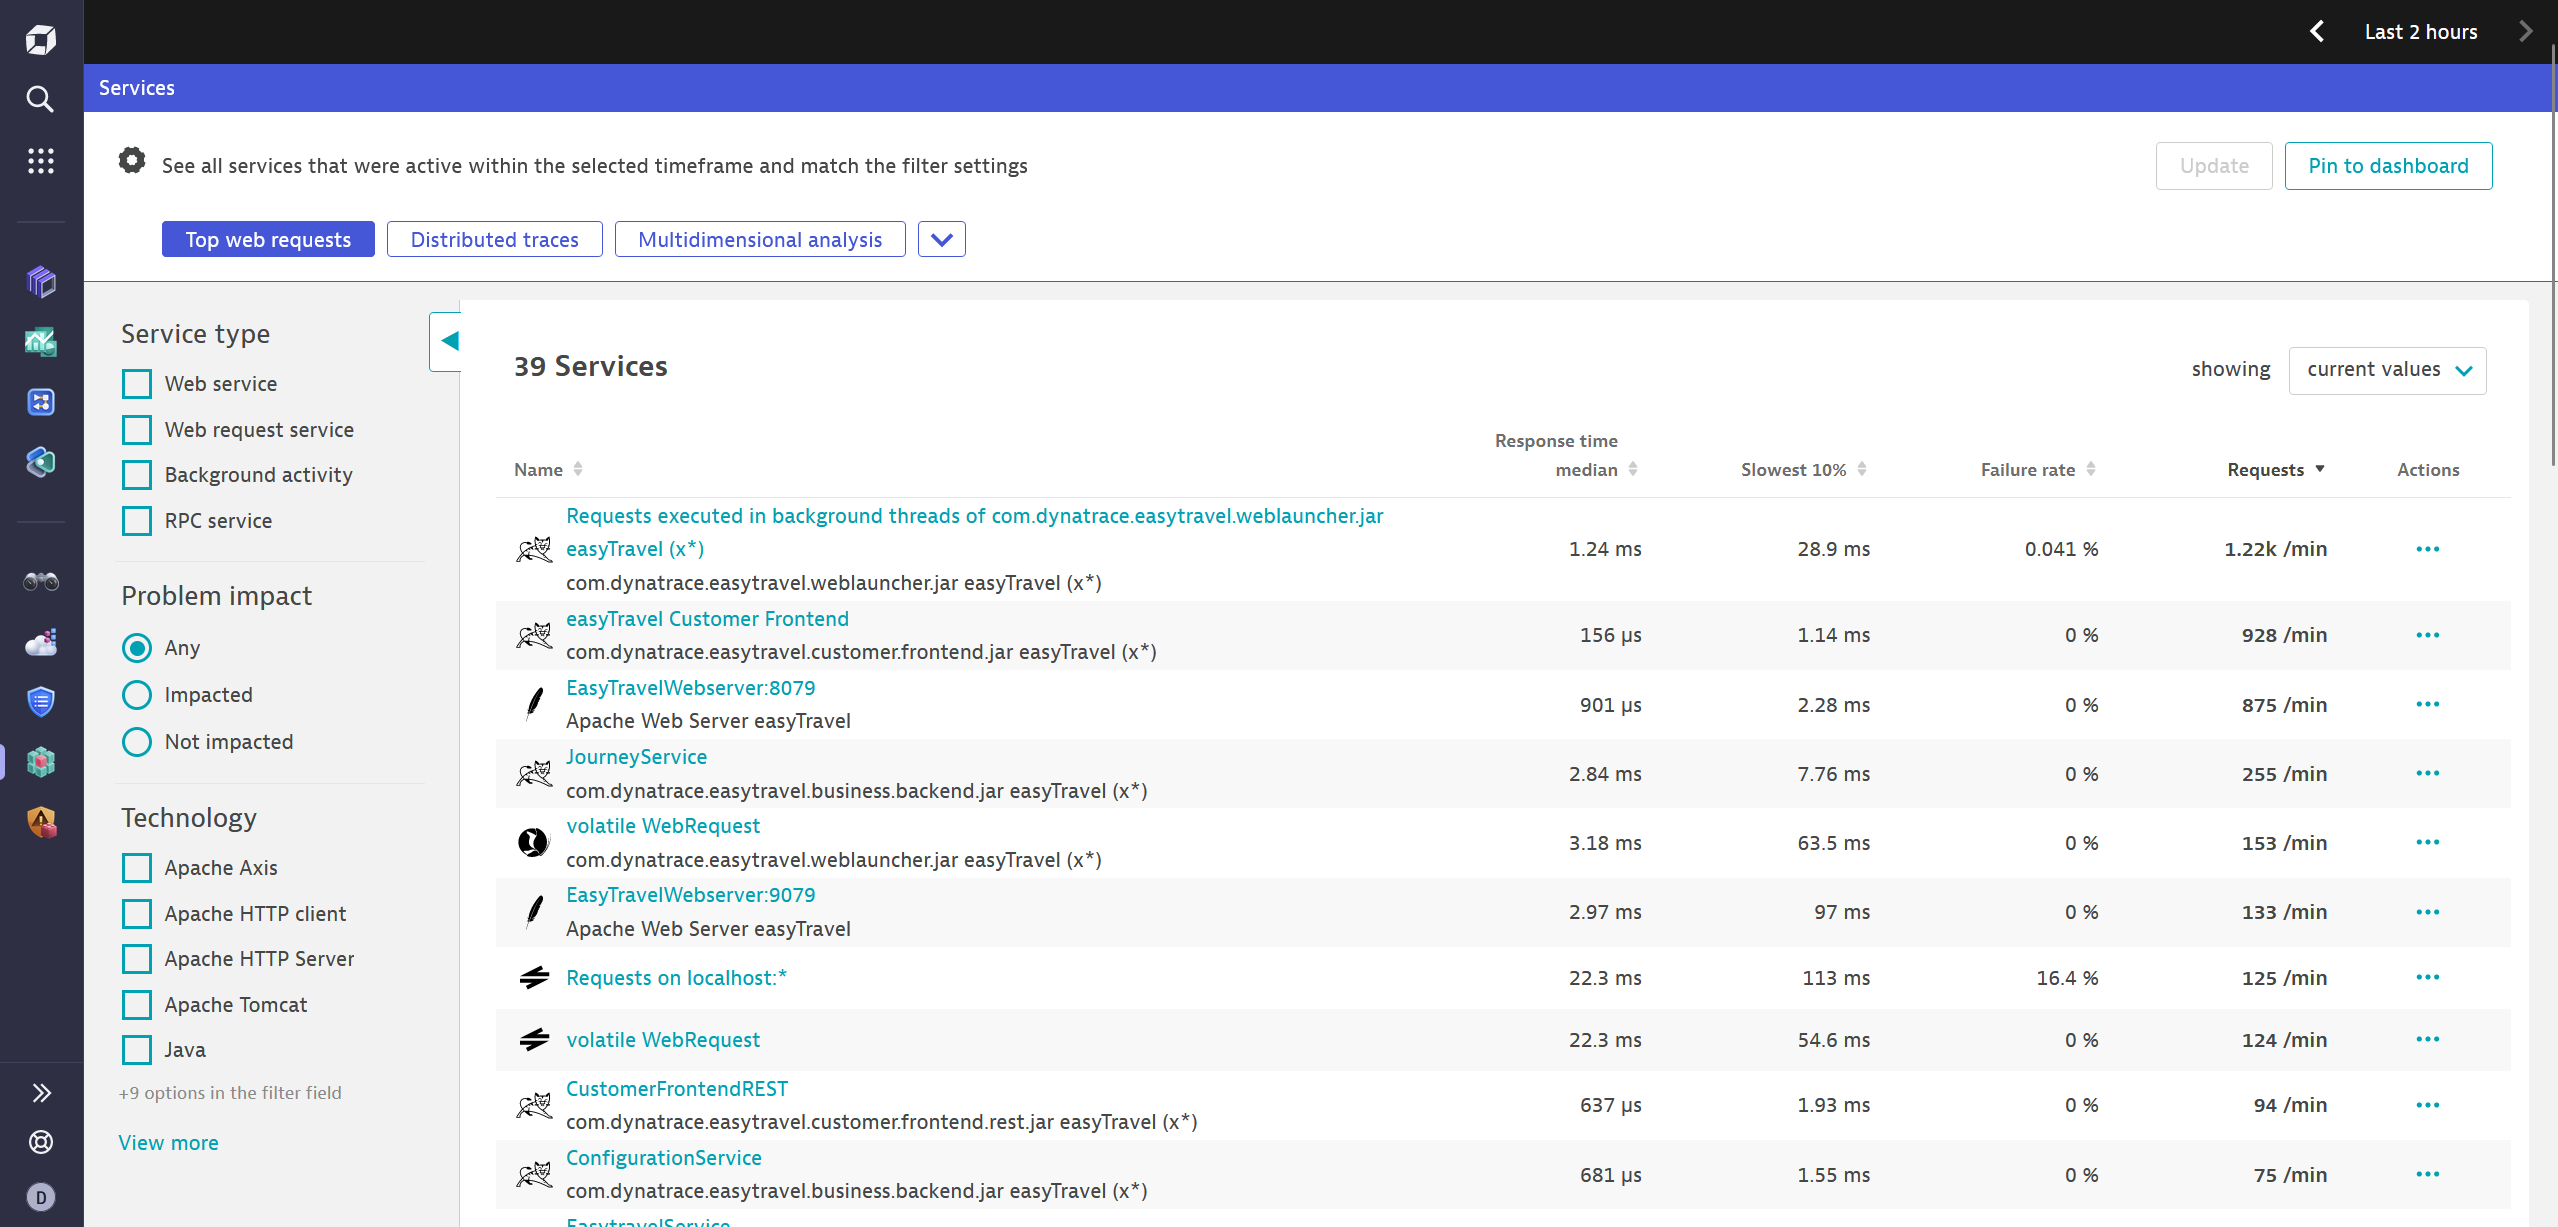 Last 2 hours
Services
See all services that were active within the selected timeframe and match the filter settings
Update
Pin to dashboard
Top web requests
Distributed traces
Multidimensional analysis
Service type
Web service
Web request service
Background activity
RPC service
Problem impact
Any
Impacted
Not impacted
Technology
Apache Axis
Apache HTTP client
Apache HTTP Server
Apache Tomcat
Java
+9 options in the filter field
View more
D
39 Services
showing
current values
Name
Response time
median
Slowest 10%
Failure rate
Requests
Actions
Requests executed in background threads of com.dynatrace.easytravel.weblauncher.jar
easyTravel (x*)
com.dynatrace.easytravel.weblauncher.jar easyTravel (x*)
1.24 ms
28.9 ms
0.041 %
1.22k /min
easyTravel Customer Frontend
com.dynatrace.easytravel.customer.frontend.jar easyTravel (x*)
156 µs
1.14 ms
0 %
928 /min
EasyTravelWebserver:8079
Apache Web Server easyTravel
901 µs
2.28 ms
0 %
875 /min
JourneyService
com.dynatrace.easytravel.business.backend.jar easyTravel (x*)
2.84 ms
7.76 ms
0 %
255 /min
volatile WebRequest
com.dynatrace.easytravel.weblauncher.jar easyTravel (x*)
3.18 ms
63.5 ms
0 %
153 /min
EasyTravelWebserver:9079
Apache Web Server easyTravel
2.97 ms
97 ms
0 %
133 /min
Requests on localhost:*
22.3 ms
113 ms
16.4 %
125 /min
volatile WebRequest
22.3 ms
54.6 ms
0 %
124 /min
CustomerFrontendREST
com.dynatrace.easytravel.customer.frontend.rest.jar easyTravel (x*)
637 µs
1.93 ms
0 %
94 /min
ConfigurationService
com.dynatrace.easytravel.business.backend.jar easyTravel (x*)
681 µs
1.55 ms
0 %
75 /min
EasytravelService